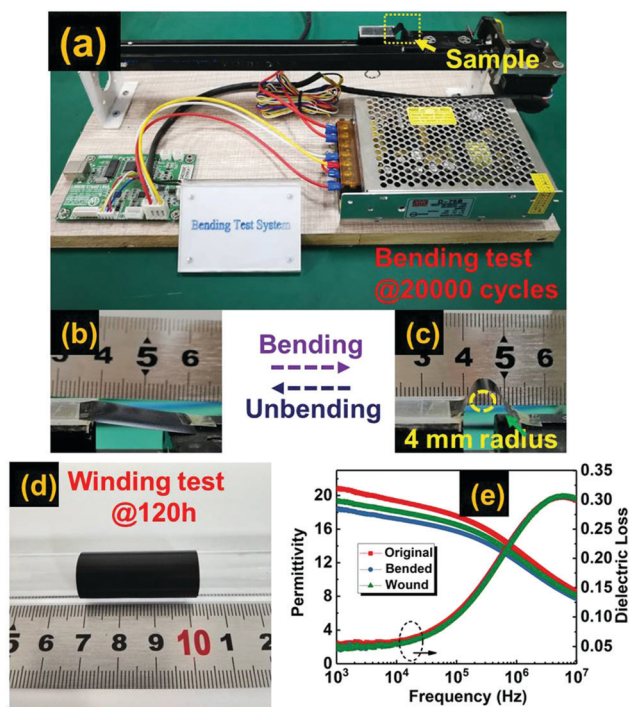 (a)
Sample
Bending Test System
Bending test
@20000 cycles
(b)
3 4 5 6
Bending
Unbending
(c)
3 4 5 6
4 mm radius
(d)
Winding test
@120h
5 6 7 8 9 10 1 2
(e)
20
16
12
8
4
0
Permittivity
Original
Bended
Wound
0.35
0.30
0.25
0.20
0.15
0.10
0.05
Dielectric Loss
10³ 10⁴ 10⁵ 10⁶ 10⁷
Frequency (Hz)